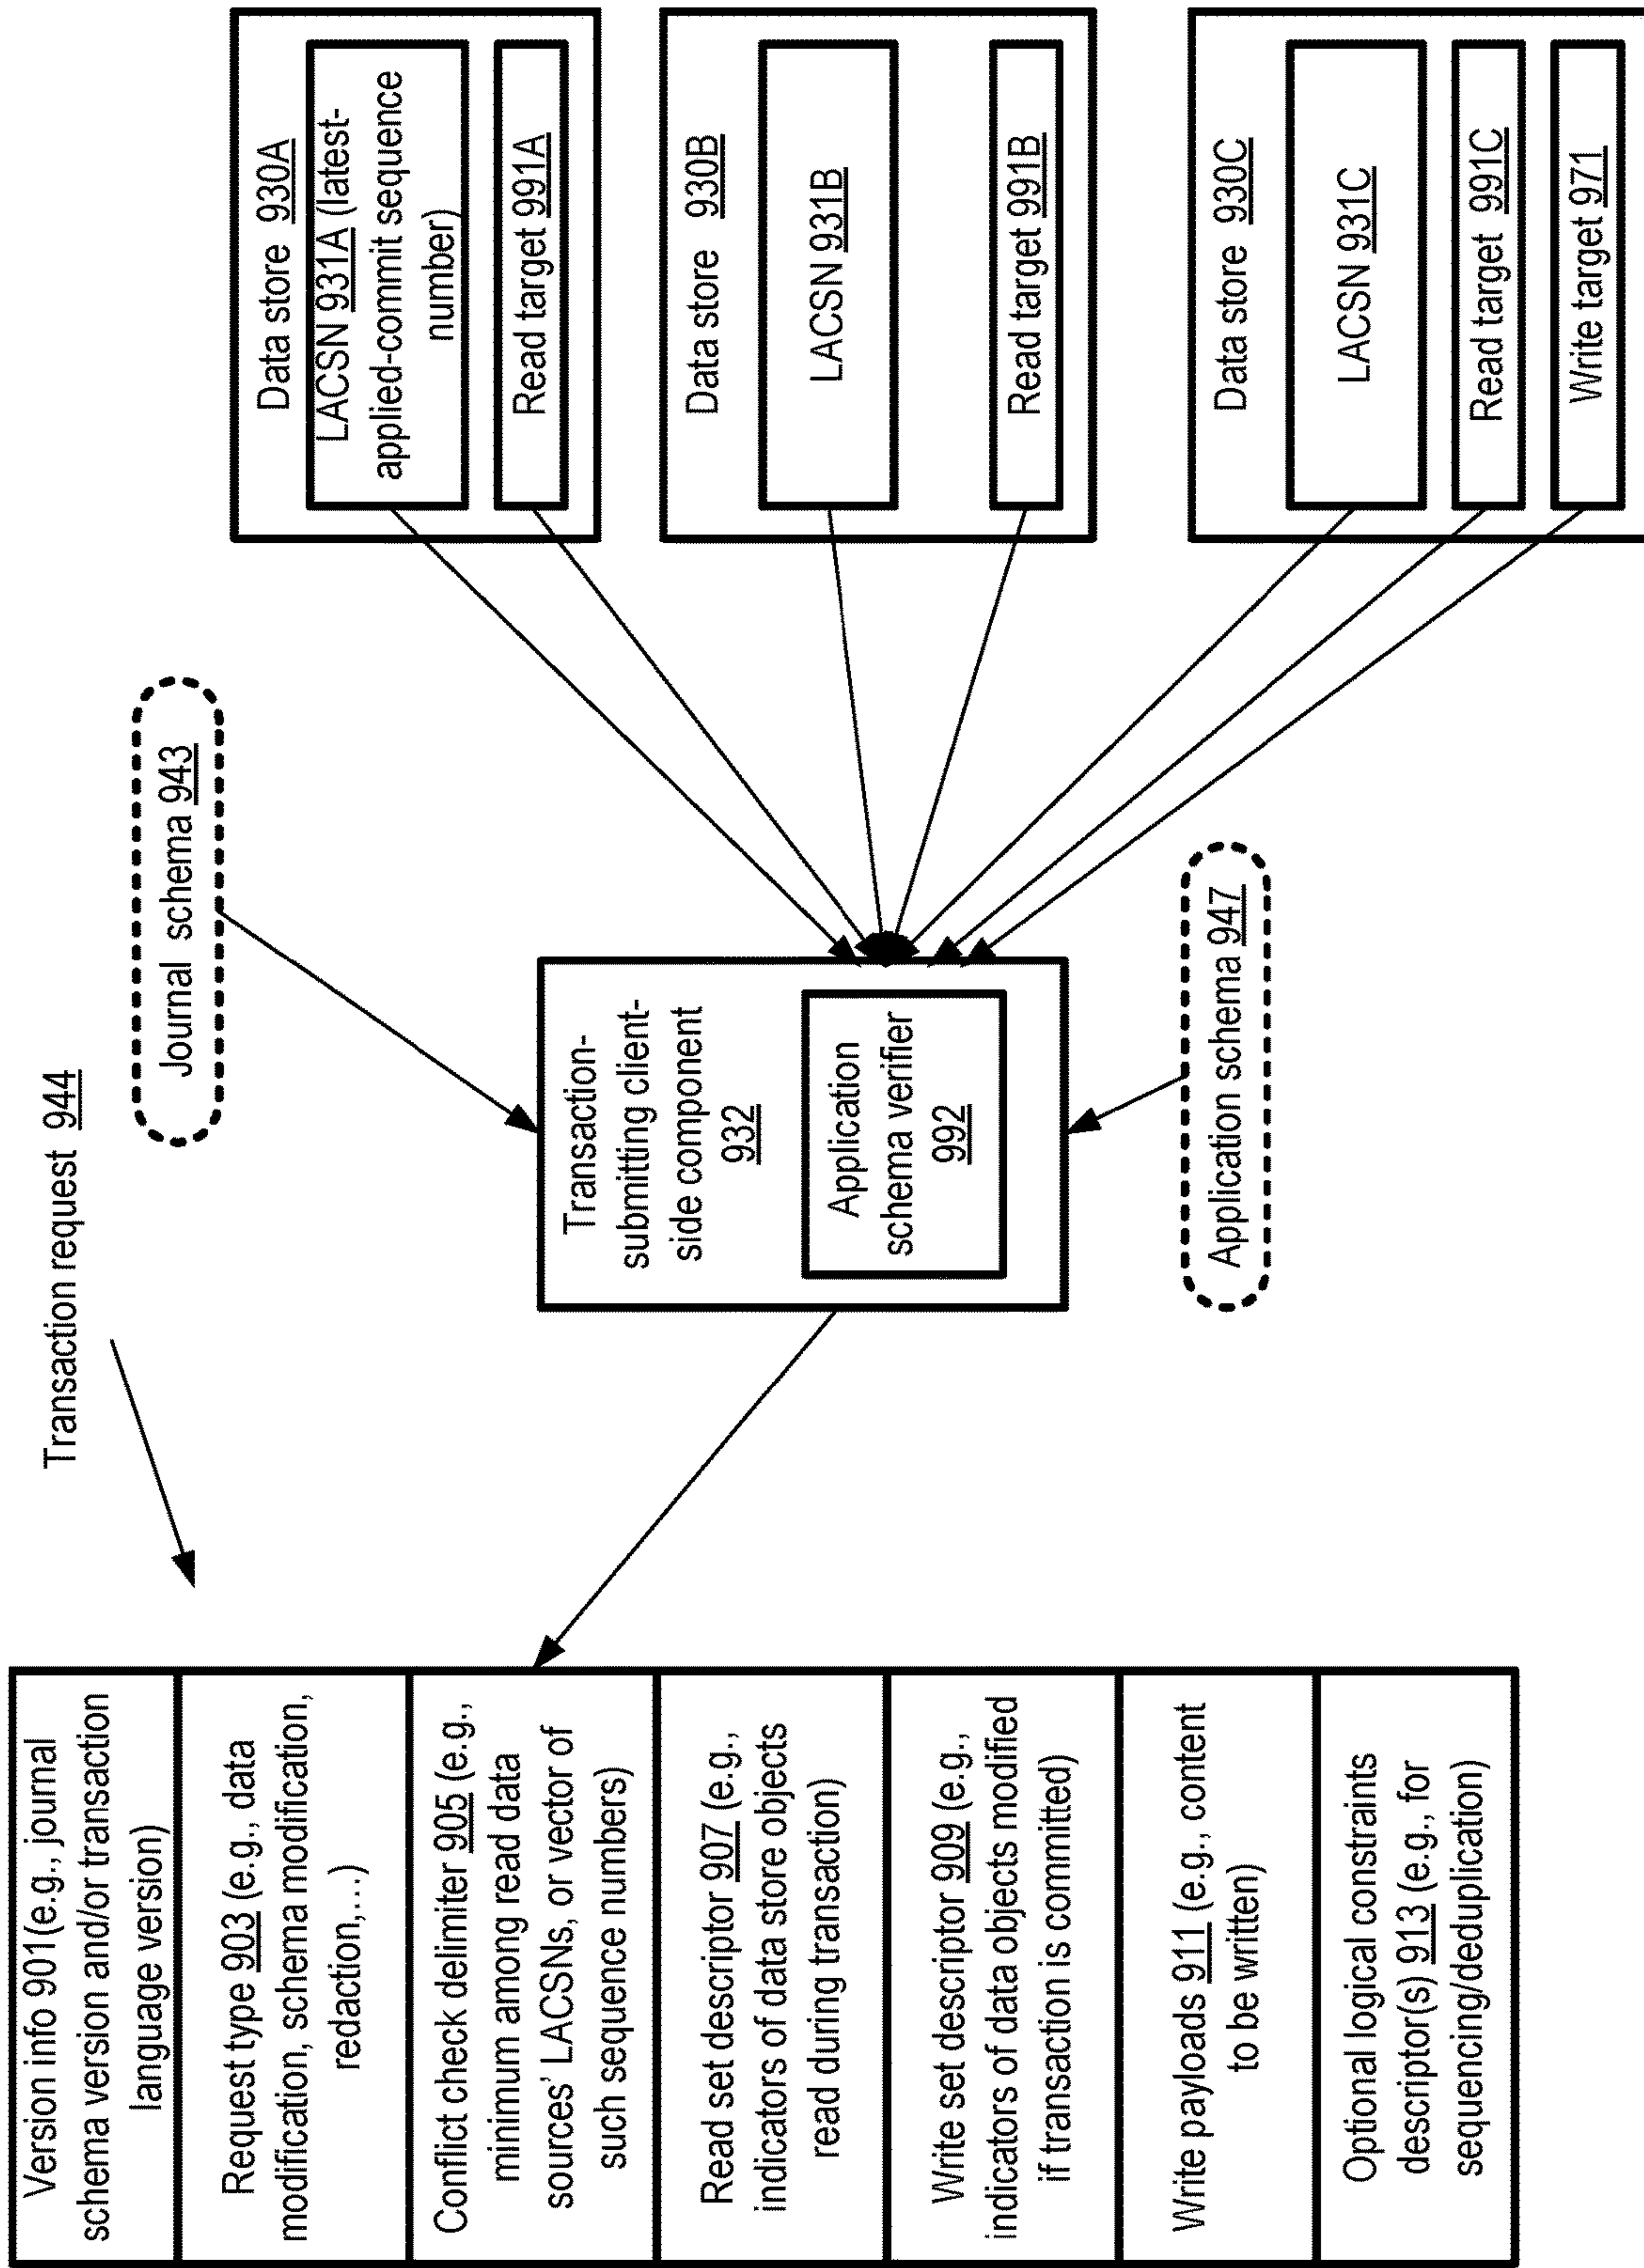 Transaction request 944
Version info 901(e.g., journal
schema version and/or transaction
language version)
Request type 903 (e.g., data
modification, schema modification,
redaction,…)
Conflict check delimiter 905 (e.g.,
minimum among read data
sources' LACSNs, or vector of
such sequence numbers)
Read set descriptor 907 (e.g.,
indicators of data store objects
read during transaction)
Write set descriptor 909 (e.g.,
indicators of data objects modified
if transaction is committed)
Write payloads 911 (e.g., content
to be written)
Optional logical constraints
descriptor(s) 913 (e.g., for
sequencing/deduplication)
Journal schema 943
Transaction-
submitting client-
side component
932
Application
schema verifier
992
Application schema 947
Data store 930A
LACSN 931A (latest-
applied-commit sequence
number)
Read target 991A
Data store 930B
LACSN 931B
Read target 991B
Data store 930C
LACSN 931C
Read target 991C
Write target 971